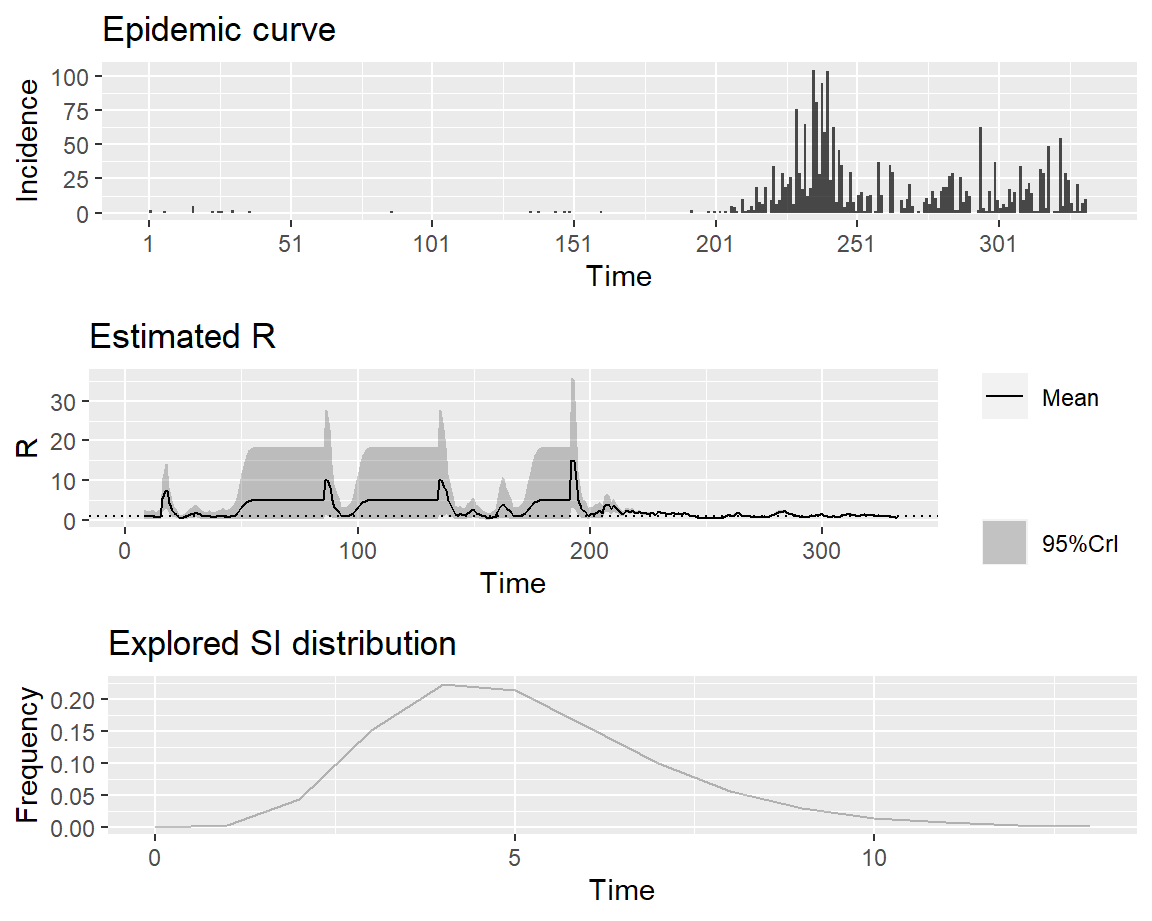 Epidemic curve
Incidence
100
75
50
25
0
1 51 101 151 201 251 301
Time
Estimated R
R
30
20
10
0
0 100 200 300
Time
Mean
95%CrI
Explored SI distribution
Frequency
0.20
0.15
0.10
0.05
0.00
0 5 10
Time